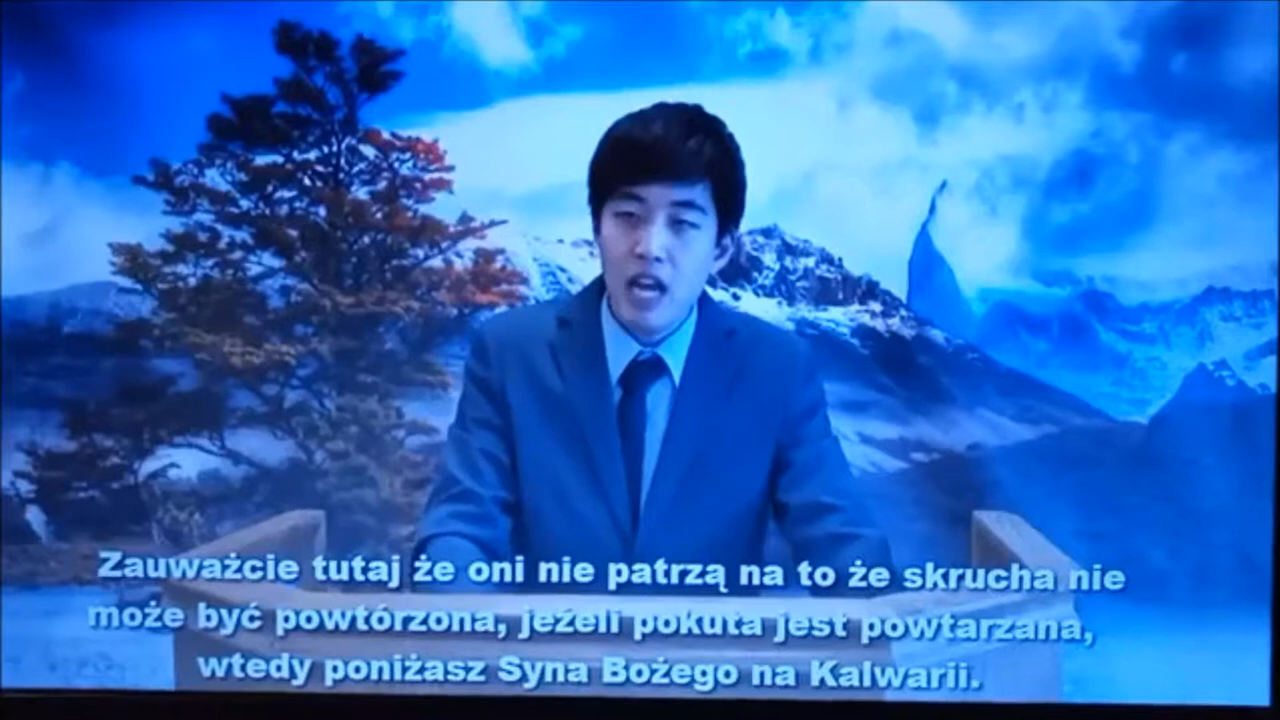 Zauważcie tutaj że oni nie patrzą na to że skrucha nie
może być powtórzona, jeżeli pokuta jest powtarzana,
wtedy poniżasz Syna Bożego na Kalwarii.